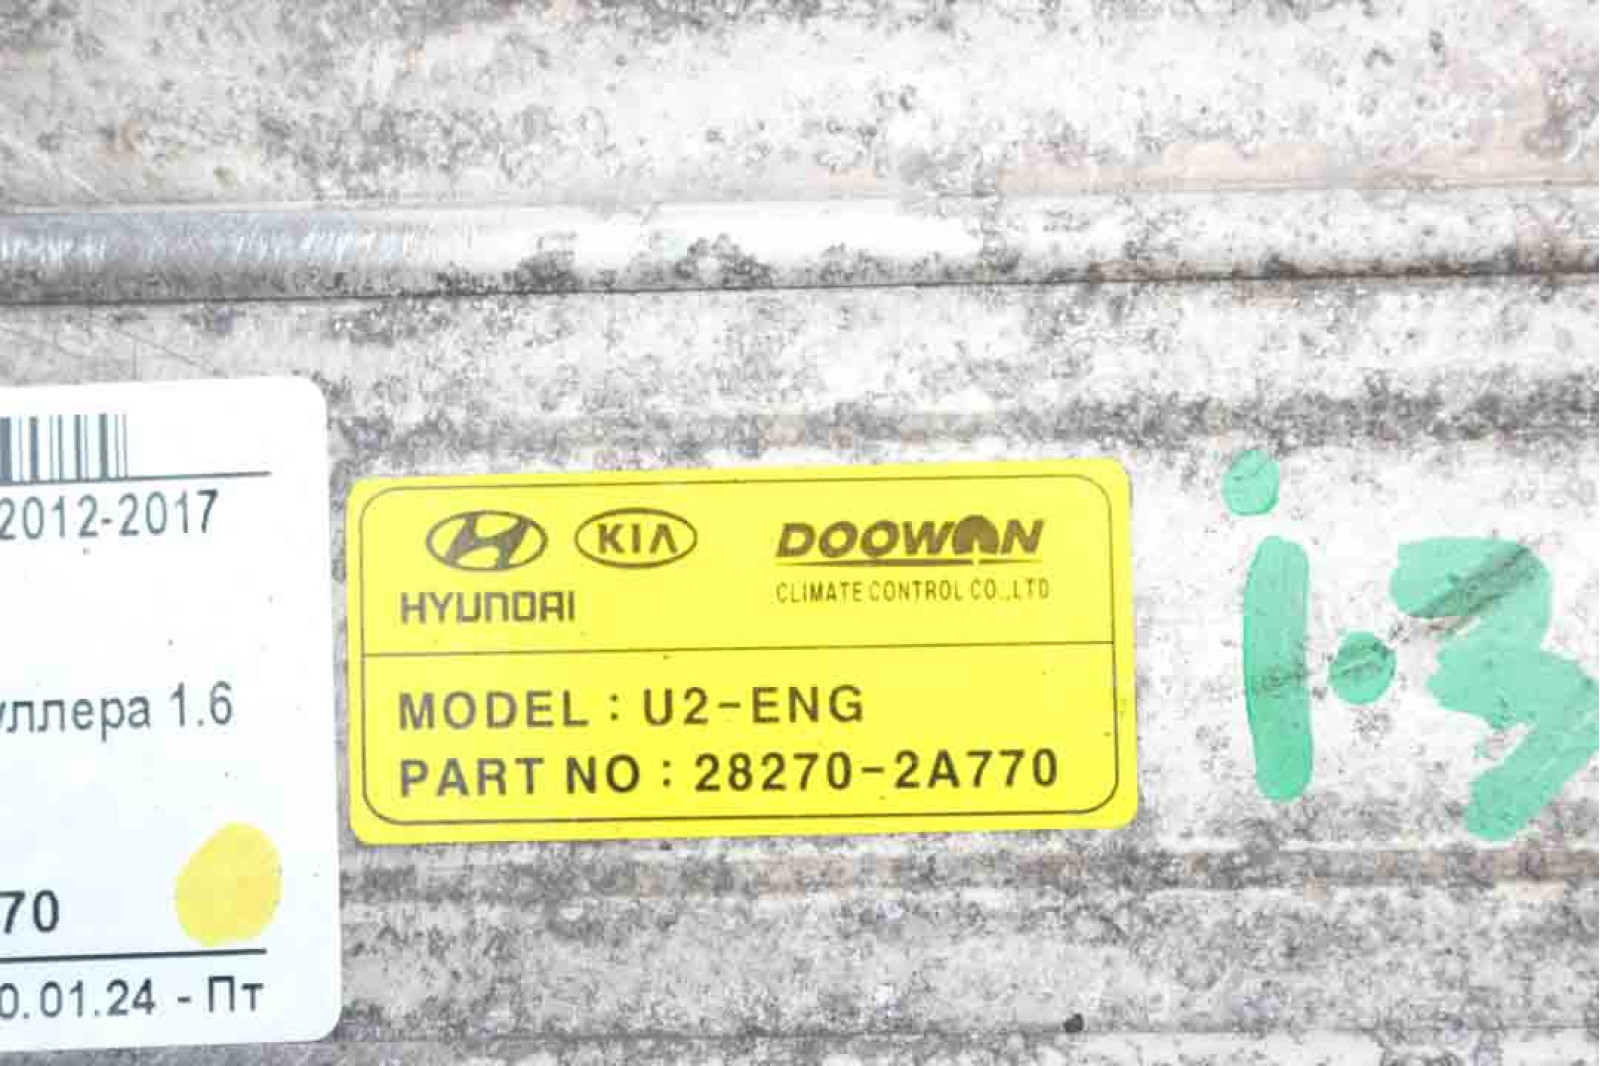 2012-2017
уллера 1.6
70
0.01.24 - Пт
KIA
HYUNDAI
DOOWON
CLIMATE CONTROL CO.,LTD
MODEL : U2-ENG
PART NO : 28270-2A770
i-3